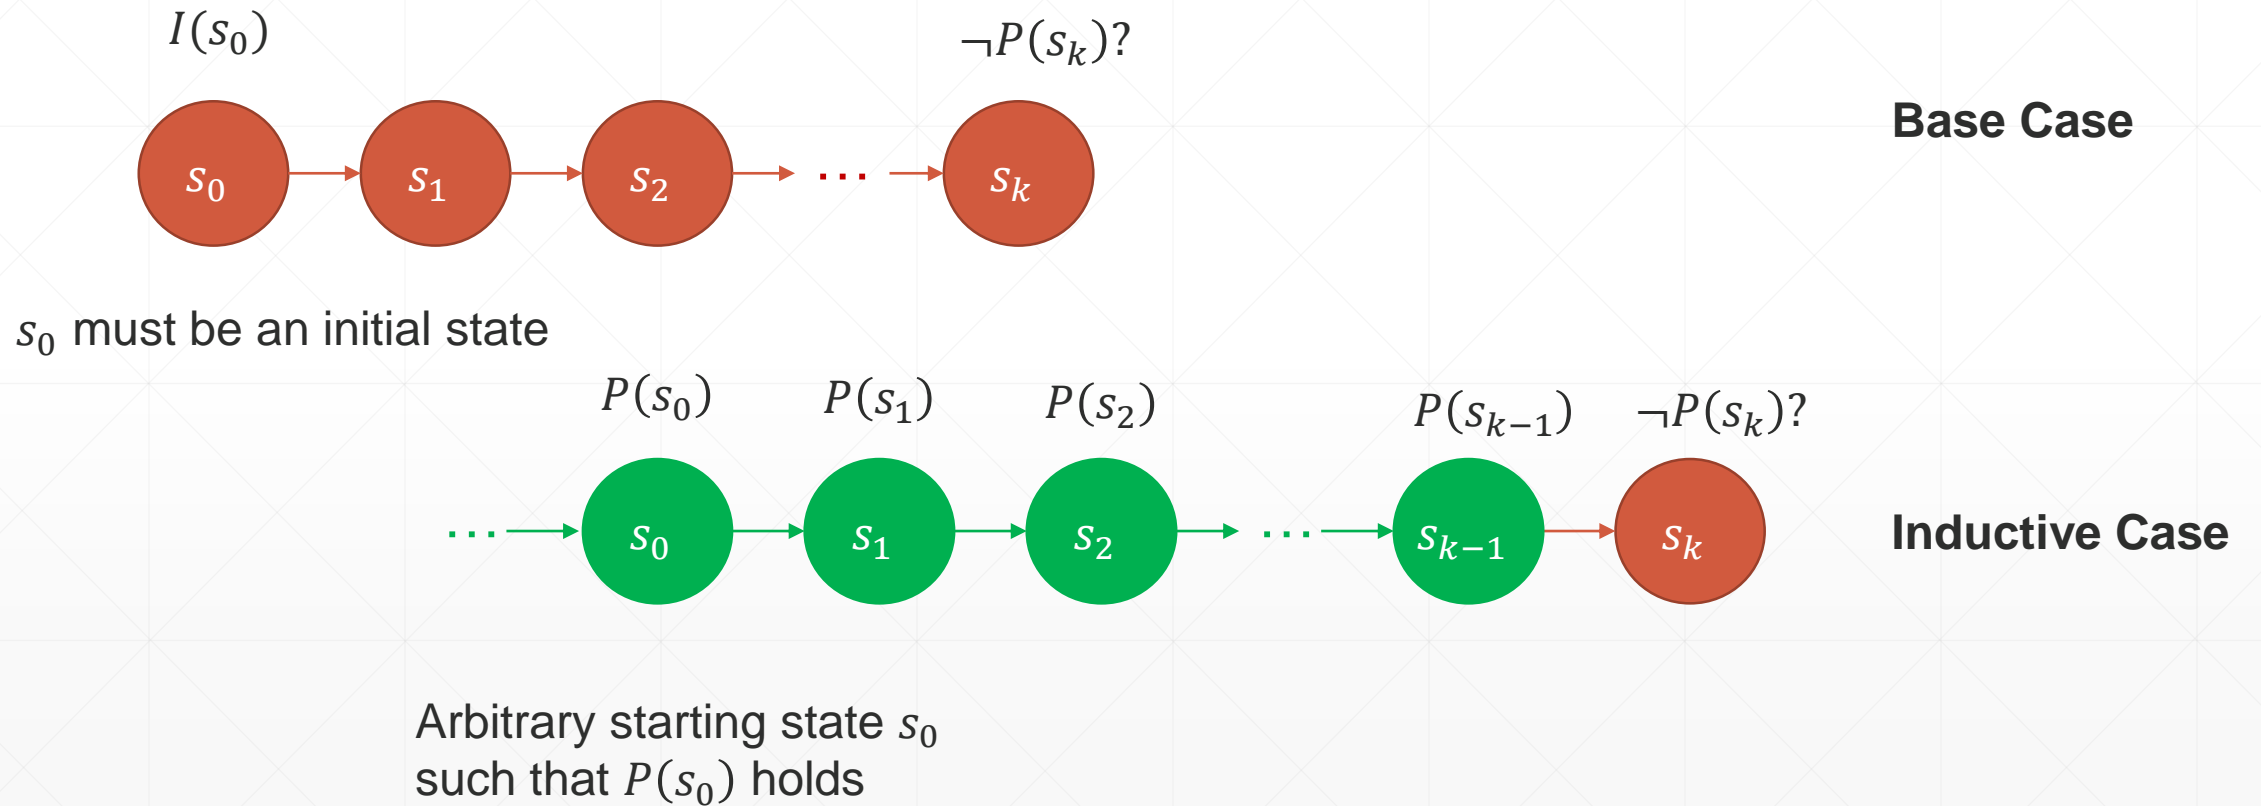 I(s₀) ¬P(sₖ)?
Base Case
s₀ s₁ s₂ ... sₖ
s₀ must be an initial state
P(s₀) P(s₁) P(s₂) P(sₖ₋₁) ¬P(sₖ)?
... s₀ s₁ s₂ ... sₖ₋₁ sₖ
Inductive Case
Arbitrary starting state s₀
such that P(s₀) holds